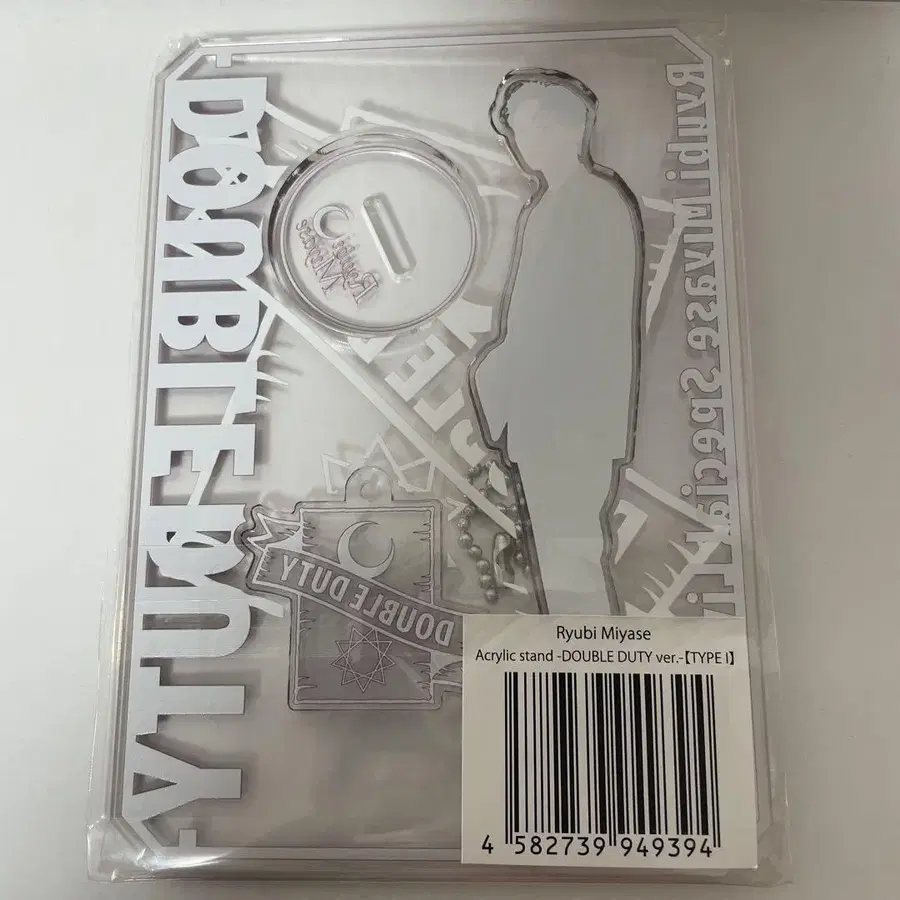 DOUBLE DUTY
Ryubi Miyase Special
Ryubi
Miyase
DOUBLE DUTY
Ryubi Miyase
Acrylic stand -DOUBLE DUTY ver.-【TYPE I】
4 582739 949394